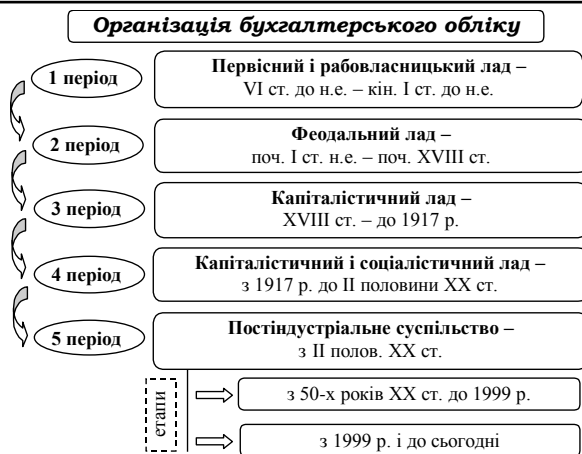 Організація бухгалтерського обліку
1 період
Первісний і рабовласницький лад –
VI ст. до н.е. – кін. I ст. до н.е.
2 період
Феодальний лад –
поч. I ст. н.е. – поч. XVIII ст.
3 період
Капіталістичний лад –
XVIII ст. – до 1917 р.
4 період
Капіталістичний і соціалістичний лад –
з 1917 р. до II половини XX ст.
5 період
Постіндустріальне суспільство –
з II полов. XX ст.
етапи
з 50-х років XX ст. до 1999 р.
з 1999 р. і до сьогодні